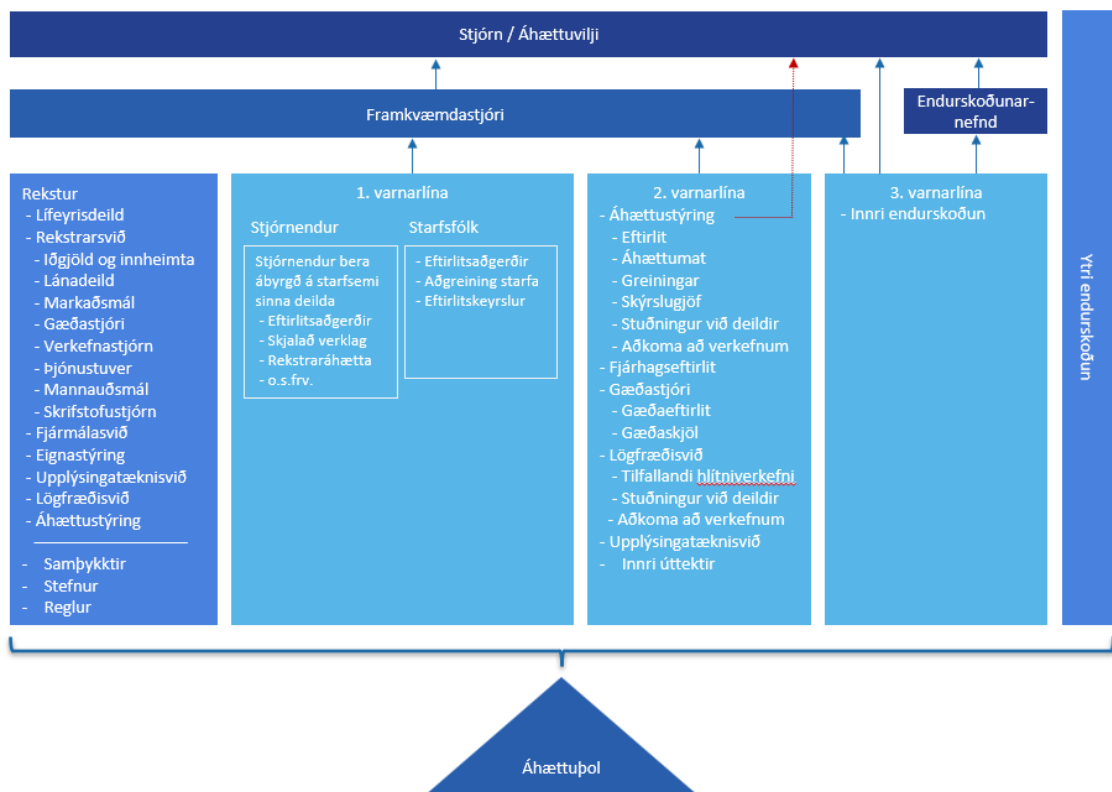 Stjórn / Áhættuvilji
Framkvæmdastjóri
Endurskoðunar-
nefnd
Ytri endurskoðun
Rekstur
- Lífeyrisdeild
- Rekstrarsvið
- Iðgjöld og innheimta
- Lánadeild
- Markaðsmál
- Gæðastjóri
- Verkefnastjórn
- Þjónustuver
- Mannauðsmál
- Skrifstofustjórn
- Fjármálasvið
- Eignastýring
- Upplýsingatæknisvið
- Lögfræðisvið
- Áhættustýring
- Samþykktir
- Stefnur
- Reglur
1. varnarlína
Stjórnendur
Stjórnendur bera
ábyrgð á starfsemi
sinna deilda
- Eftirlitsaðgerðir
- Skjalað verklag
- Rekstraráhætta
- o.s.frv.
Starfsfólk
- Eftirlitsaðgerðir
- Aðgreining starfa
- Eftirlitskeyrslur
2. varnarlína
- Áhættustýring
- Eftirlit
- Áhættumat
- Greiningar
- Skýrslugjöf
- Stuðningur við deildir
- Aðkoma að verkefnum
- Fjárhagseftirlit
- Gæðastjóri
- Gæðaeftirlit
- Gæðaskjöl
- Lögfræðisvið
- Tilfallandi hlítniverkefni
- Stuðningur við deildir
- Aðkoma að verkefnum
- Upplýsingatæknisvið
- Innri úttektir
3. varnarlína
- Innri endurskoðun
Áhættuþol